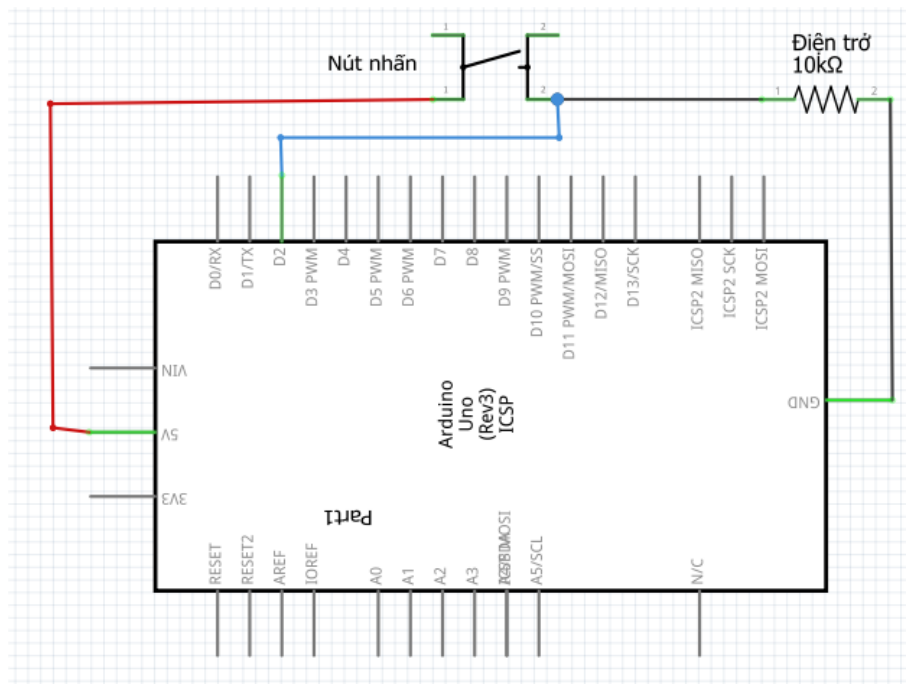 1
2
Điện trở
10kΩ
Nút nhấn
1
2
1
2
D0/RX
D1/TX
D2
D3 PWM
D4
D5 PWM
D6 PWM
D7
D8
D9 PWM
D10 PWM/SS
D11 PWM/MOSI
D12/MISO
D13/SCK
ICSP2 MISO
ICSP2 SCK
ICSP2 MOSI
VIN
5V
3V3
GND
Arduino
Uno
(Rev3)
ICSP
Part1
RESET
RESET2
AREF
IOREF
A0
A1
A2
A3
A5/SCL
N/C